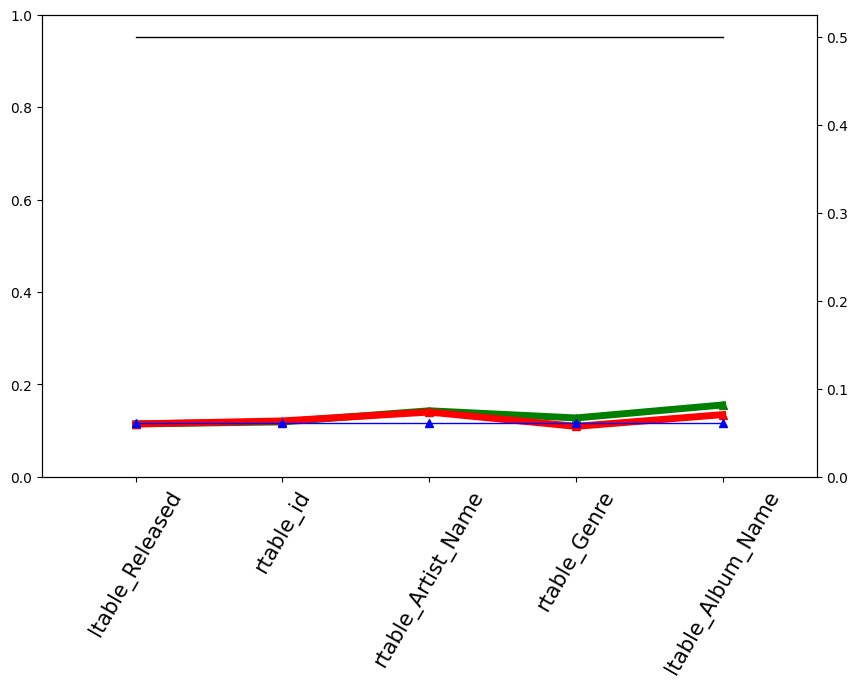 1.0
0.8
0.6
0.4
0.2
0.0
0.5
0.4
0.3
0.2
0.1
0.0
ltable_Released
rtable_id
rtable_Artist_Name
rtable_Genre
ltable_Album_Name